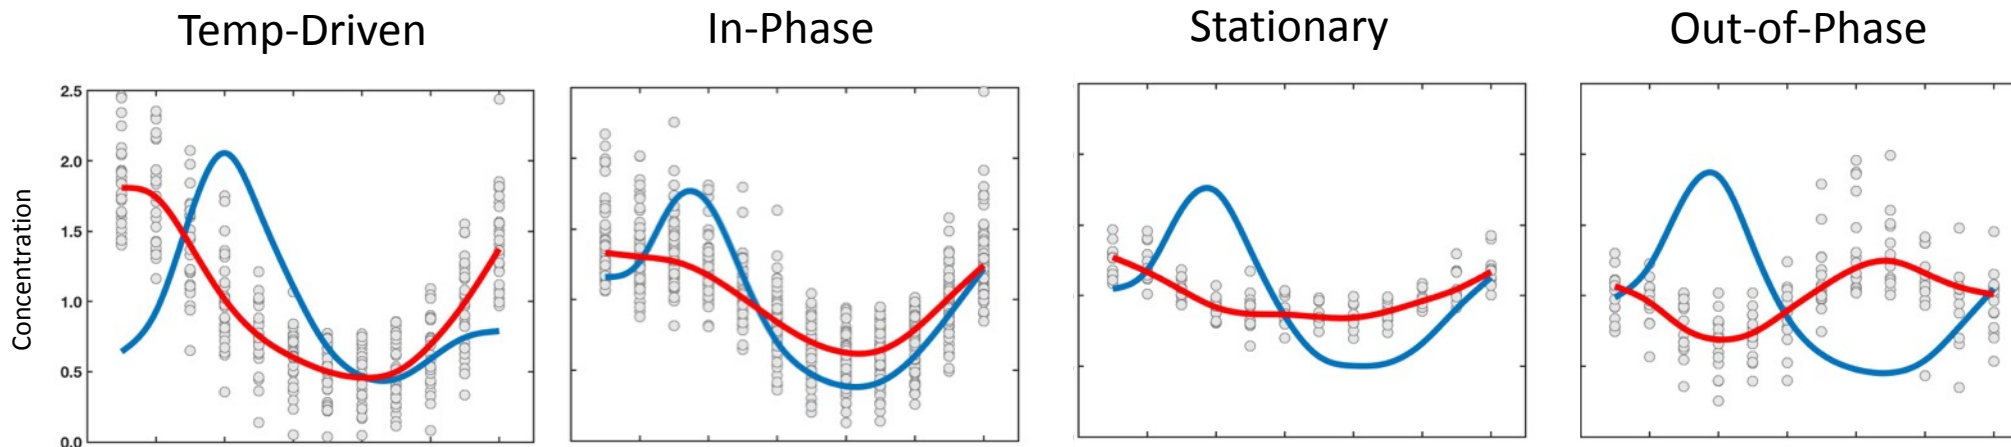 Temp-Driven
In-Phase
Stationary
Out-of-Phase
Concentration
2.5
2.0
1.5
1.0
0.5
0.0